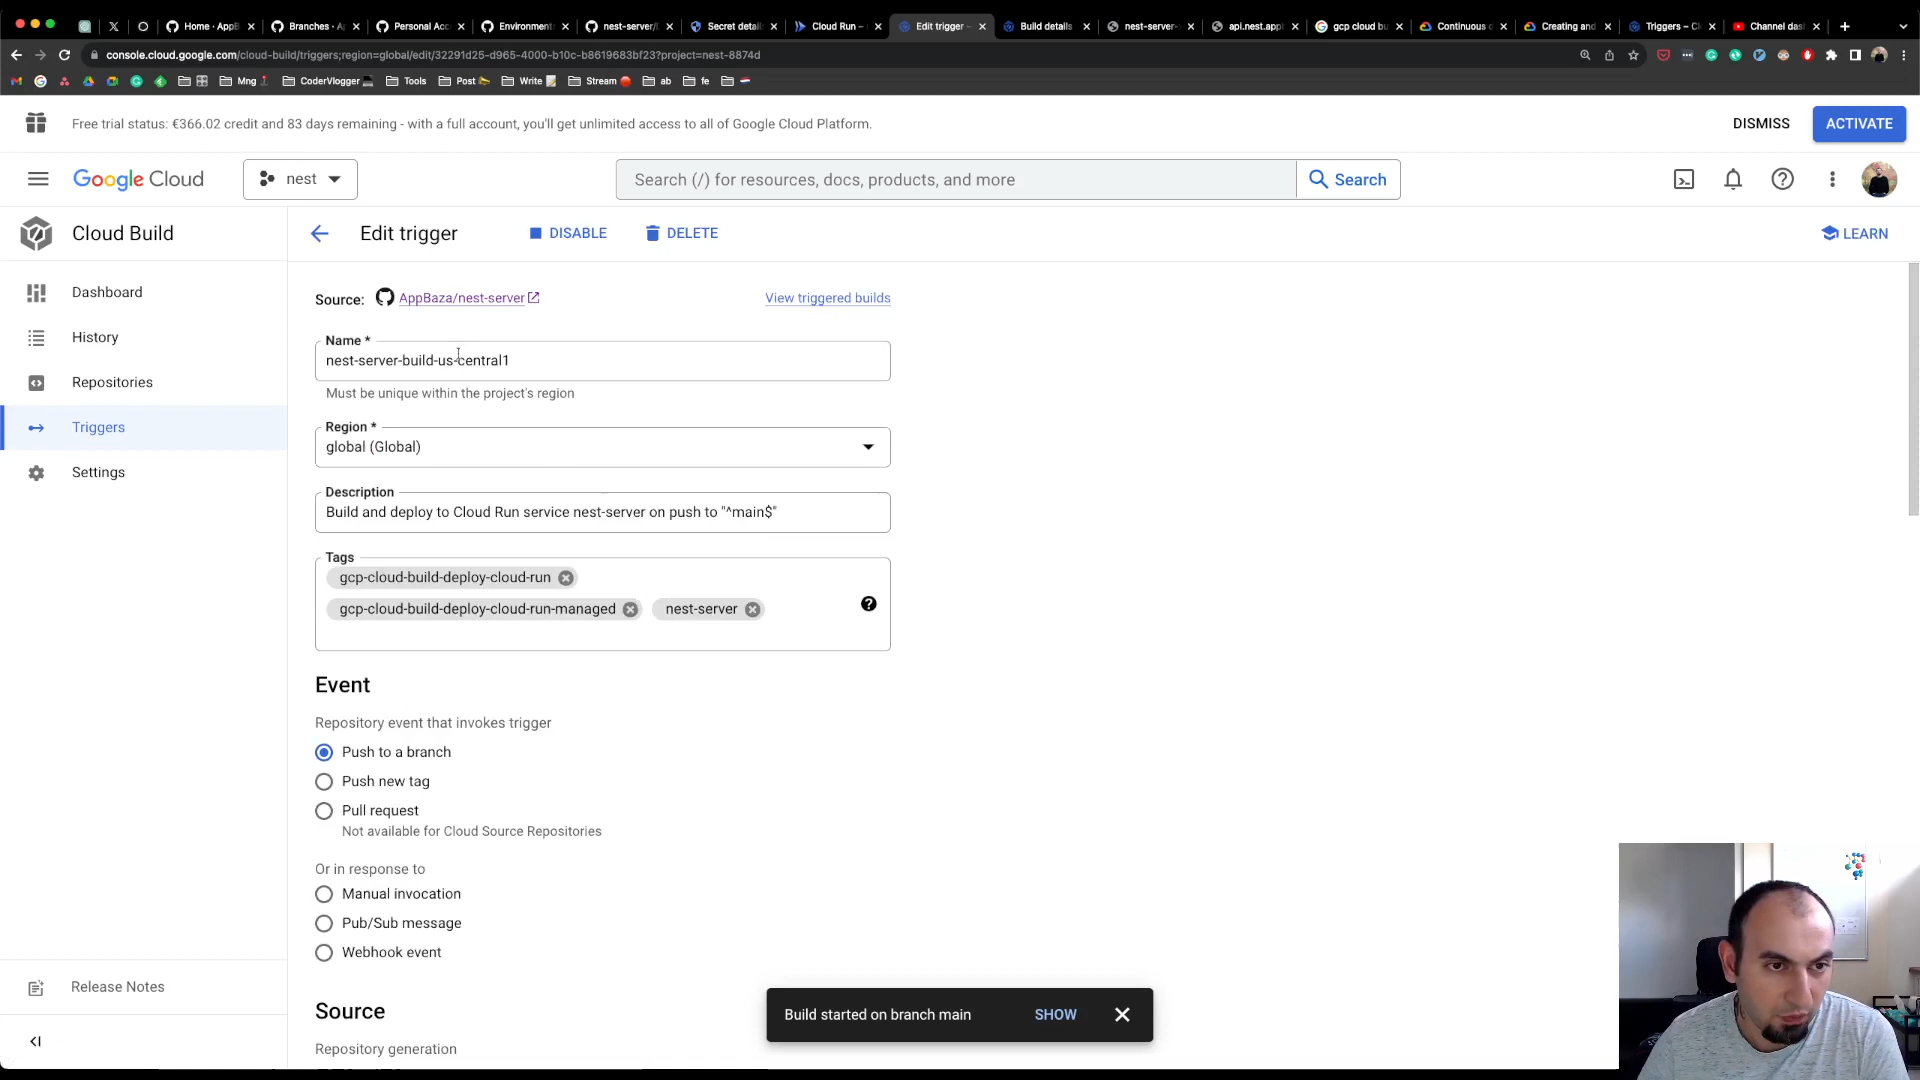 Home · AppB
Branches · A
Personal Acc
Environment
nest-server/
Secret detail
Cloud Run –
Edit trigger –
Build details
nest-server-
api.nest.appl
gcp cloud bu
Continuous
Creating and
Triggers – Cl
Channel das
console.cloud.google.com/cloud-build/triggers;region=global/edit/32291d25-d965-4000-b10c-b8619683bf23?project=nest-8874d
Mng
CoderVlogger
Tools
Post
Write
Stream
ab
fe
Free trial status: €366.02 credit and 83 days remaining - with a full account, you'll get unlimited access to all of Google Cloud Platform.
DISMISS
ACTIVATE
Google Cloud
nest
Search (/) for resources, docs, products, and more
Search
Cloud Build
Edit trigger
DISABLE
DELETE
LEARN
Dashboard
History
Repositories
Triggers
Settings
Release Notes
Source: AppBaza/nest-server
View triggered builds
Name *
nest-server-build-us-central1
Must be unique within the project's region
Region *
global (Global)
Description
Build and deploy to Cloud Run service nest-server on push to "^main$"
Tags
gcp-cloud-build-deploy-cloud-run
gcp-cloud-build-deploy-cloud-run-managed
nest-server
Event
Repository event that invokes trigger
Push to a branch
Push new tag
Pull request
Not available for Cloud Source Repositories
Or in response to
Manual invocation
Pub/Sub message
Webhook event
Source
Repository generation
Build started on branch main
SHOW